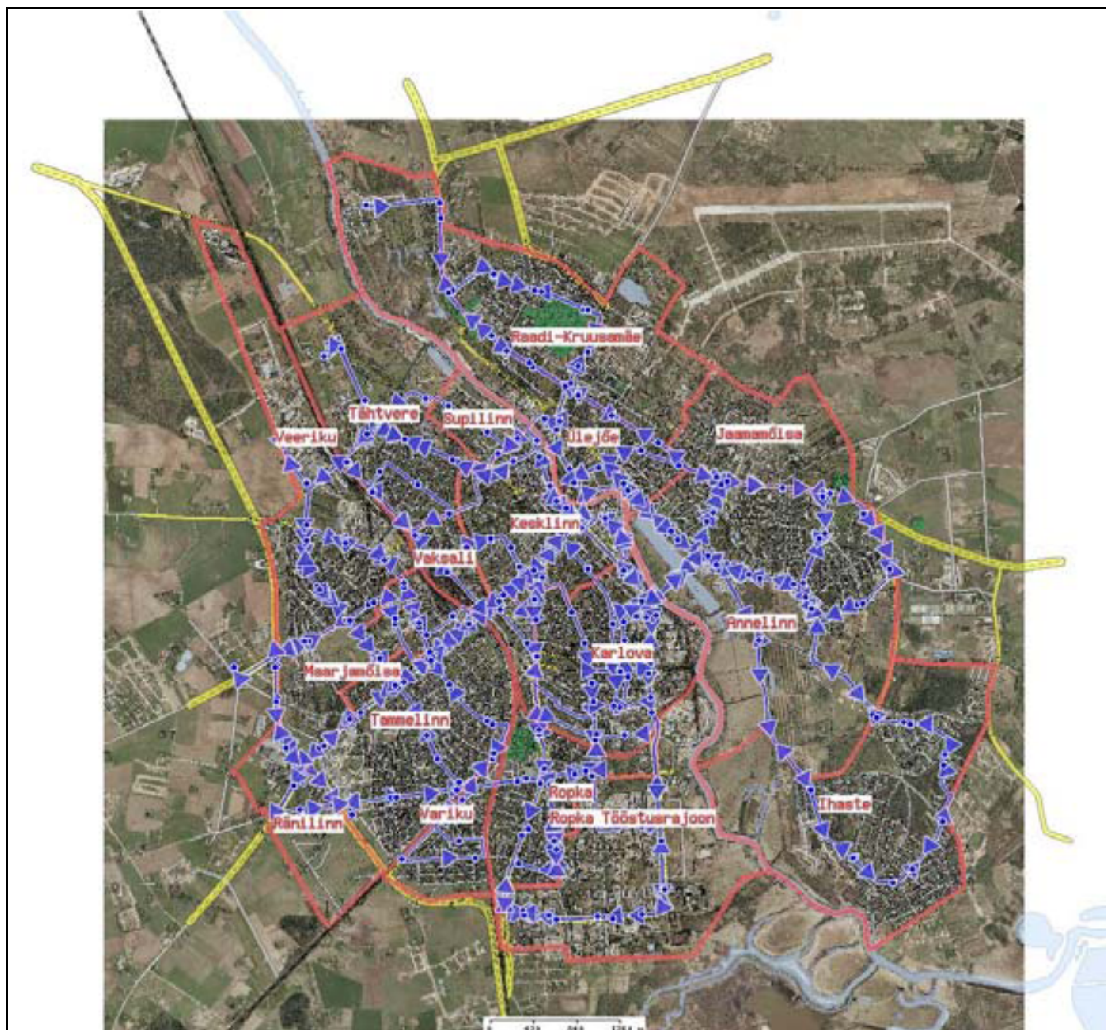 Raadi-Kruusamäe
Tähtvere
Supilinn
Veeriku
Ülejõe
Jaamamõisa
Kesklinn
Vaksali
Annelinn
Karlova
Maarjamõisa
Tammelinn
Ropka
Ihaste
Variku
Ränilinn
Ropka Tööstusrajoon